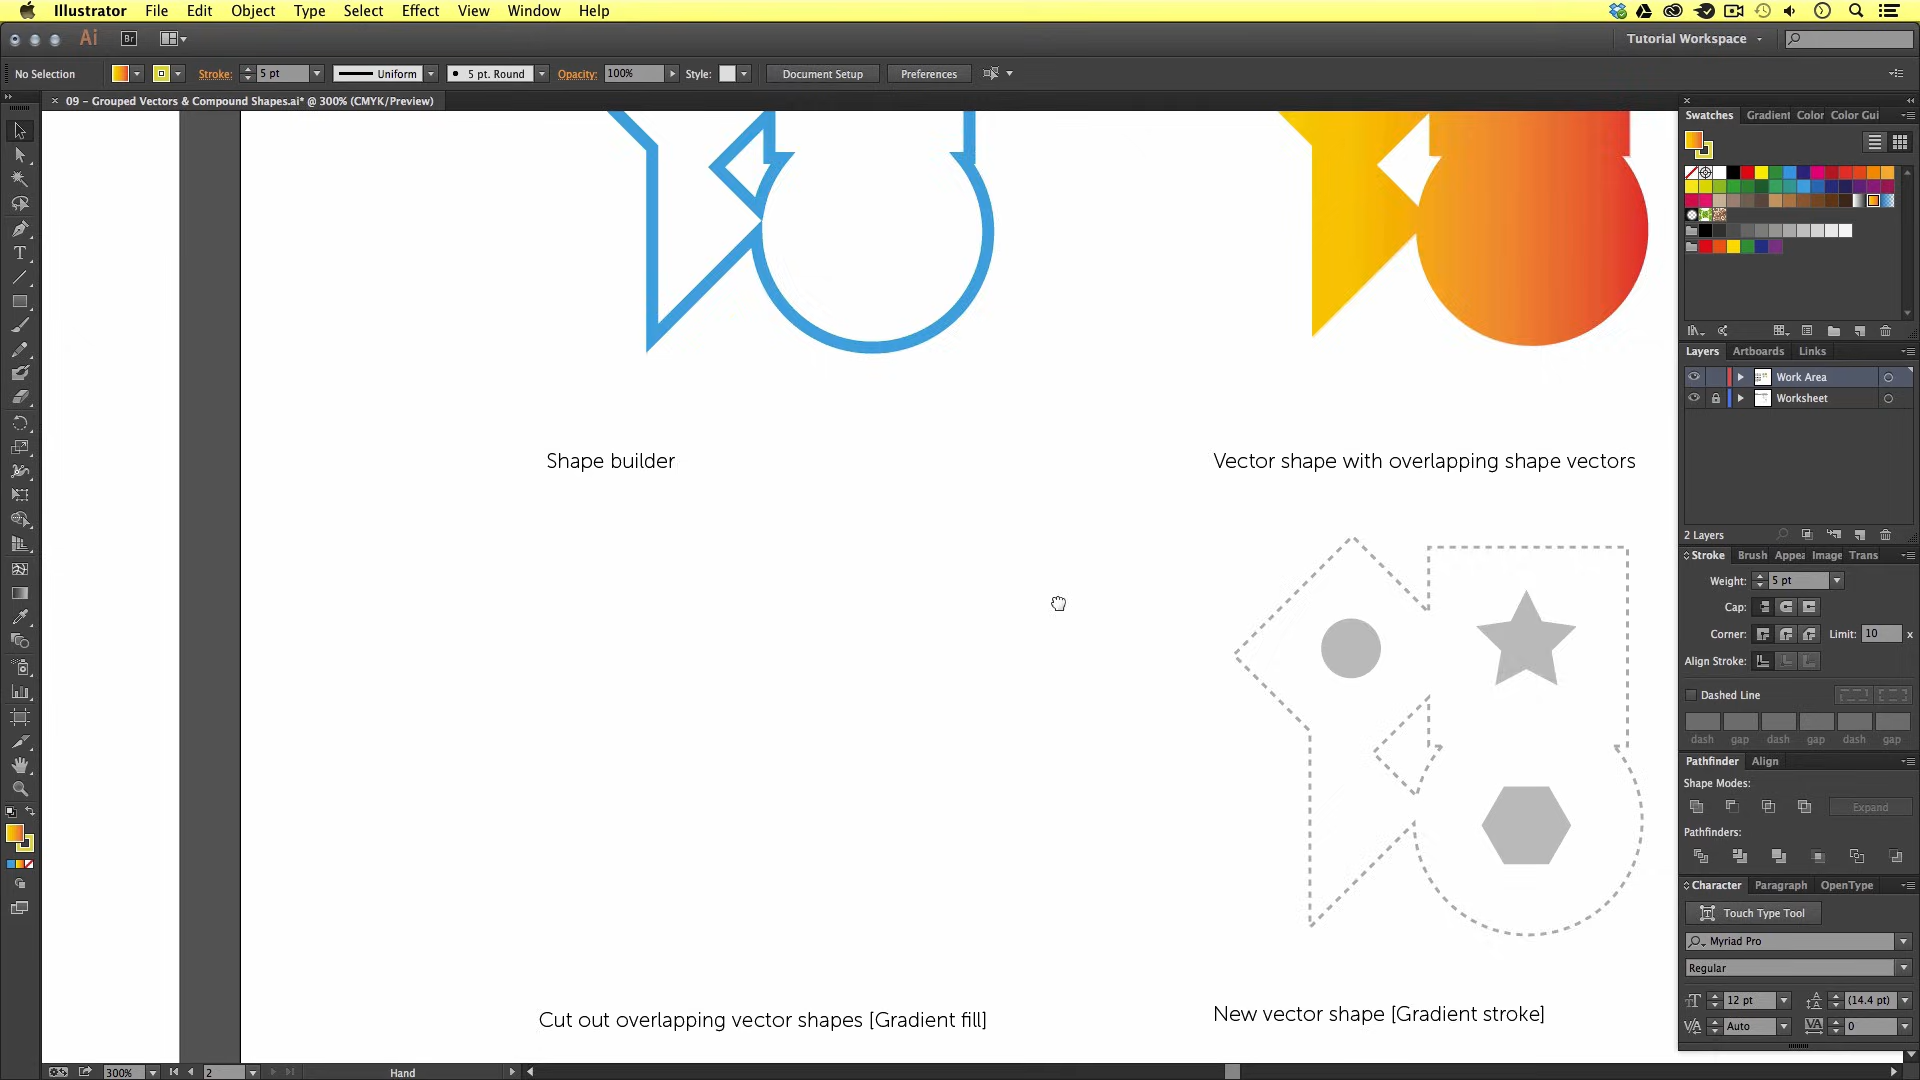 Illustrator File Edit Object Type Select Effect View Window Help
Ai Br Tutorial Workspace
No Selection Stroke: 5 pt Uniform 5 pt. Round Opacity: 100% Style: Document Setup Preferences
× 09 – Grouped Vectors & Compound Shapes.ai* @ 300% (CMYK/Preview)
Swatches Gradient Color Color Gui
Layers Artboards Links
Work Area
Worksheet
Shape builder
Vector shape with overlapping shape vectors
2 Layers
Stroke Brush Appea Image Trans
Weight: 5 pt
Cap:
Corner: Limit: 10 x
Align Stroke:
Dashed Line
dash gap dash gap dash gap
Pathfinder Align
Shape Modes:
Expand
Pathfinders:
Character Paragraph OpenType
Touch Type Tool
Myriad Pro
Regular
12 pt (14.4 pt)
Auto 0
Cut out overlapping vector shapes [Gradient fill]
New vector shape [Gradient stroke]
300% 2 Hand